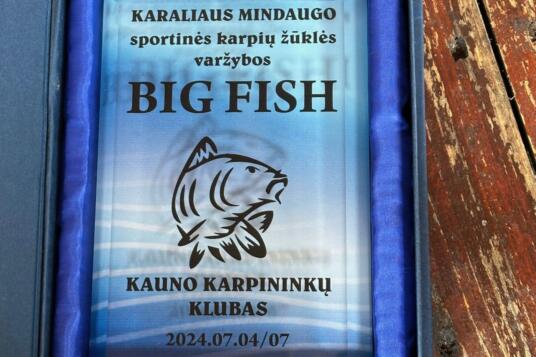 KARALIAUS MINDAUGO
sportinės karpių žūklės
varžybos
BIG FISH
KAUNO KARPININKŲ
KLUBAS
2024.07.04/07